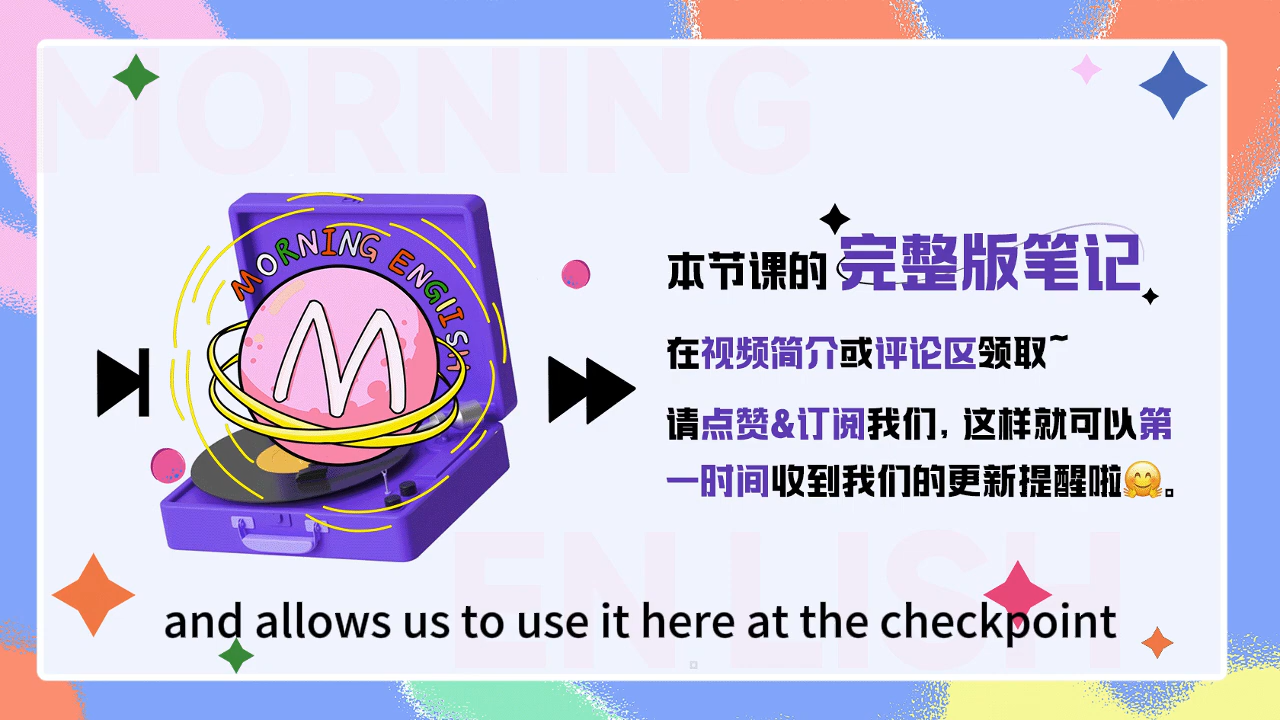 MORNING
MORNING ENGlISH
M
本节课的 完整版笔记
在视频简介或评论区领取~
请点赞&订阅我们，这样就可以第
一时间收到我们的更新提醒啦🤗。
EN LISH
and allows us to use it here at the checkpoint